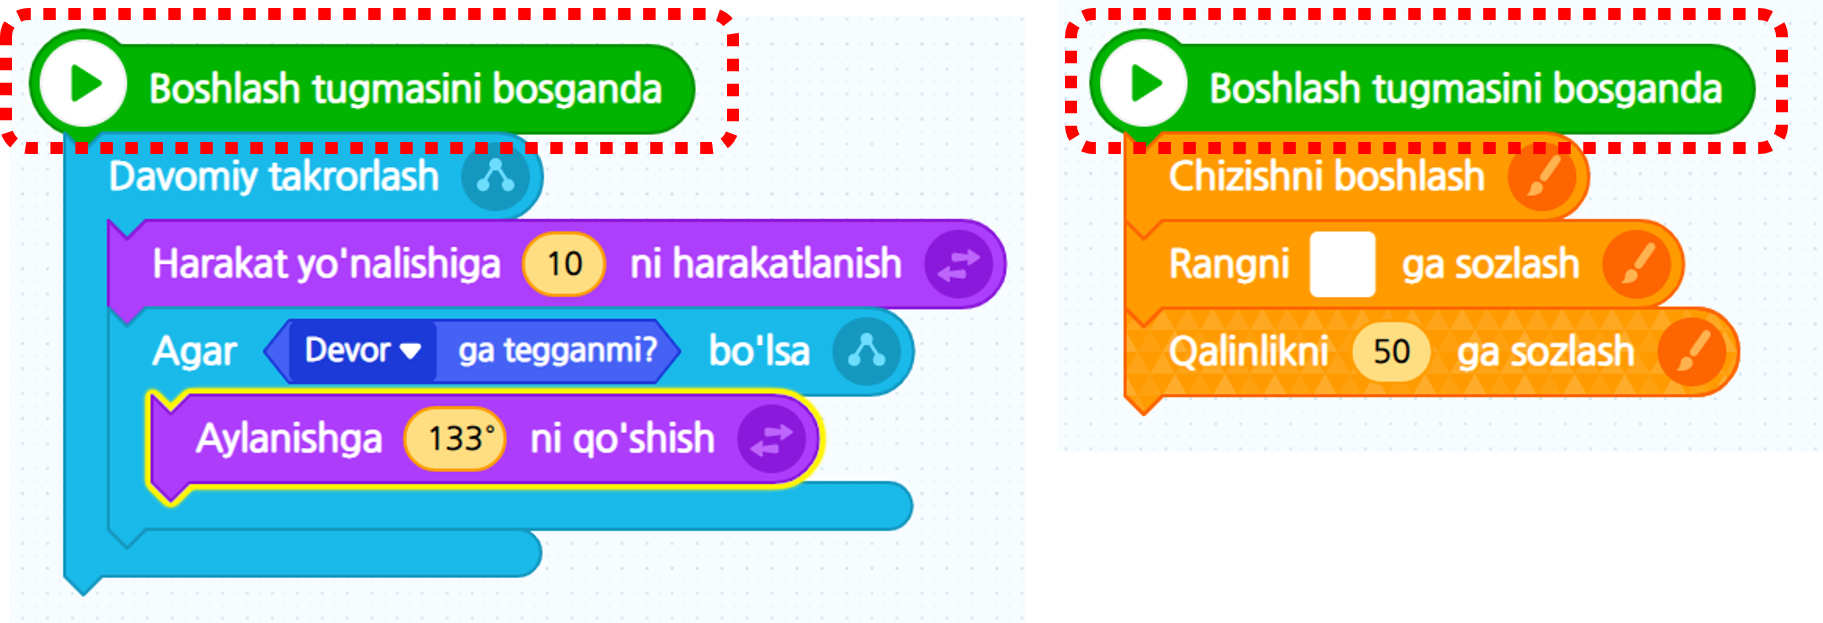 Boshlash tugmasini bosganda
Davomiy takrorlash
Harakat yo'nalishiga 10 ni harakatlanish
Agar Devor ga tegganmi? bo'lsa
Aylanishga 133° ni qo'shish
Boshlash tugmasini bosganda
Chizishni boshlash
Rangni ga sozlash
Qalinlikni 50 ga sozlash